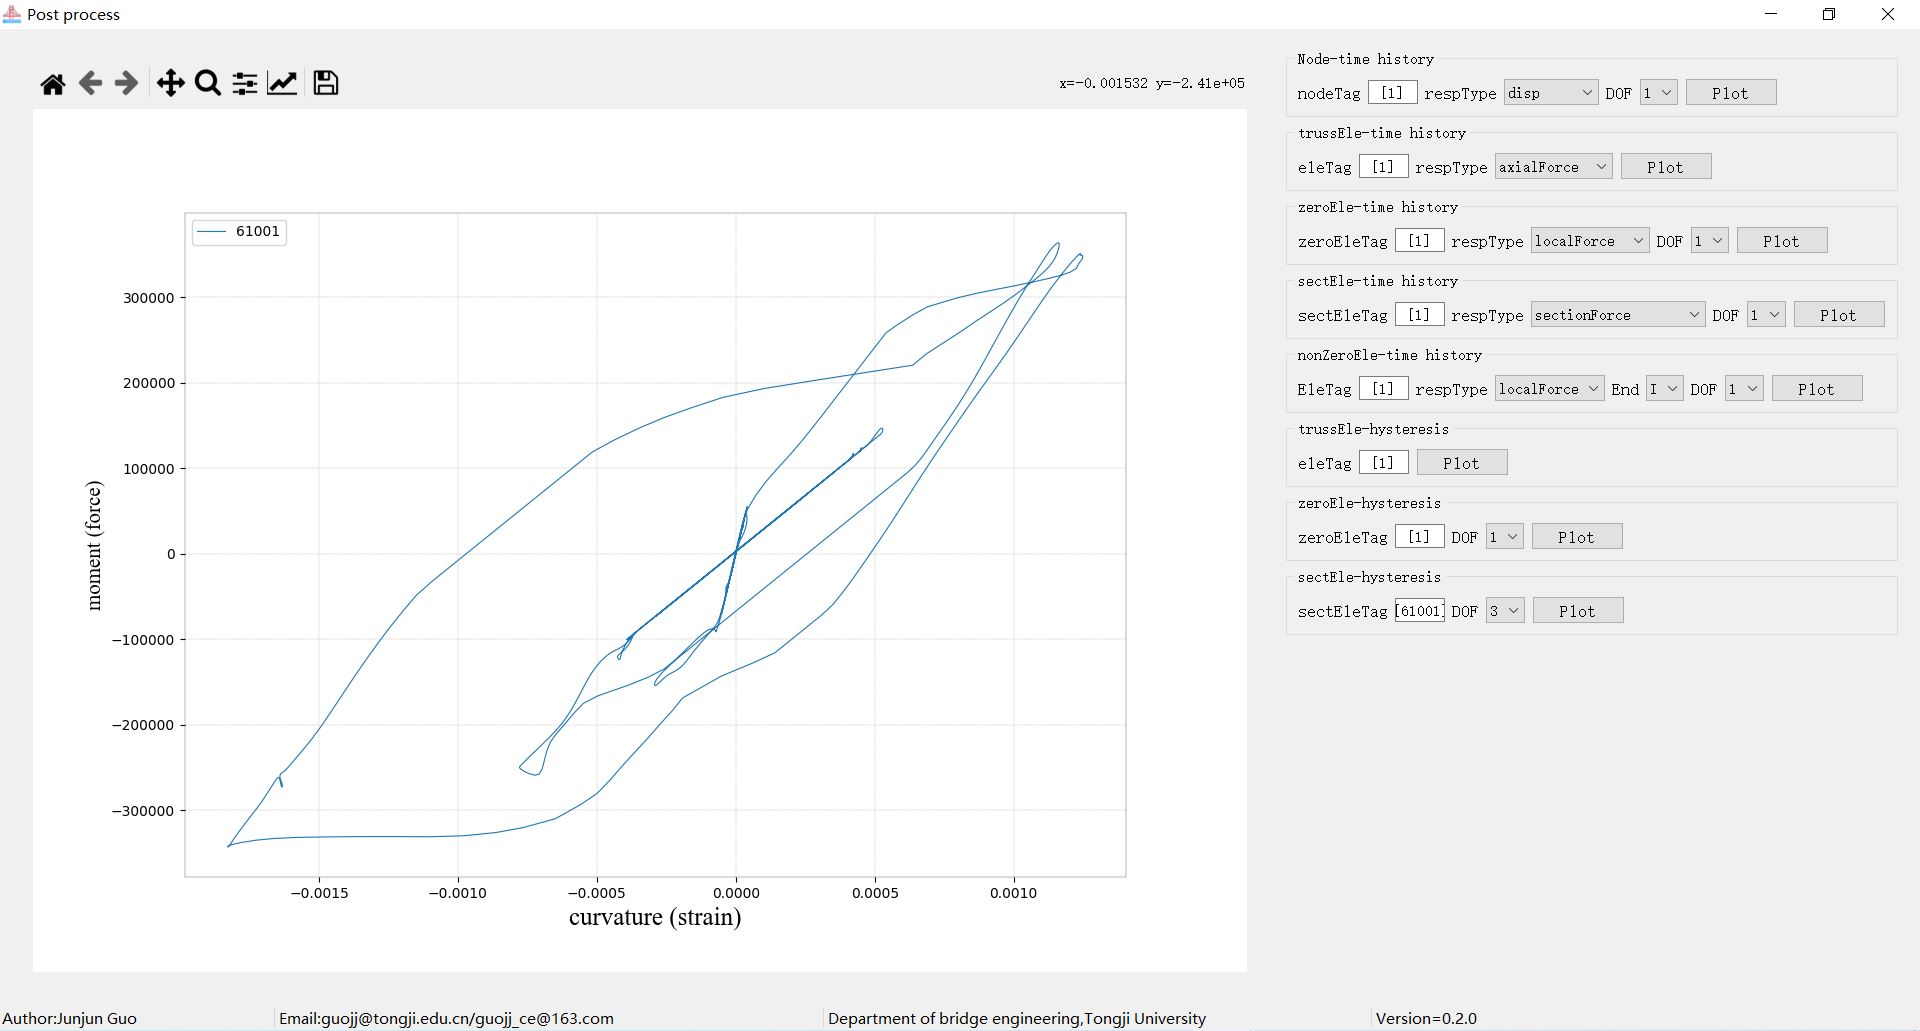 Post process
x=-0.001532 y=-2.41e+05
61001
300000
200000
100000
0
−100000
−200000
−300000
moment (force)
−0.0015 −0.0010 −0.0005 0.0000 0.0005 0.0010
curvature (strain)
Node-time history
nodeTag [1] respType disp DOF 1 Plot
trussEle-time history
eleTag [1] respType axialForce Plot
zeroEle-time history
zeroEleTag [1] respType localForce DOF 1 Plot
sectEle-time history
sectEleTag [1] respType sectionForce DOF 1 Plot
nonZeroEle-time history
EleTag [1] respType localForce End I DOF 1 Plot
trussEle-hysteresis
eleTag [1] Plot
zeroEle-hysteresis
zeroEleTag [1] DOF 1 Plot
sectEle-hysteresis
sectEleTag [61001] DOF 3 Plot
Author:Junjun Guo Email:guojj@tongji.edu.cn/guojj_ce@163.com Department of bridge engineering,Tongji University Version=0.2.0